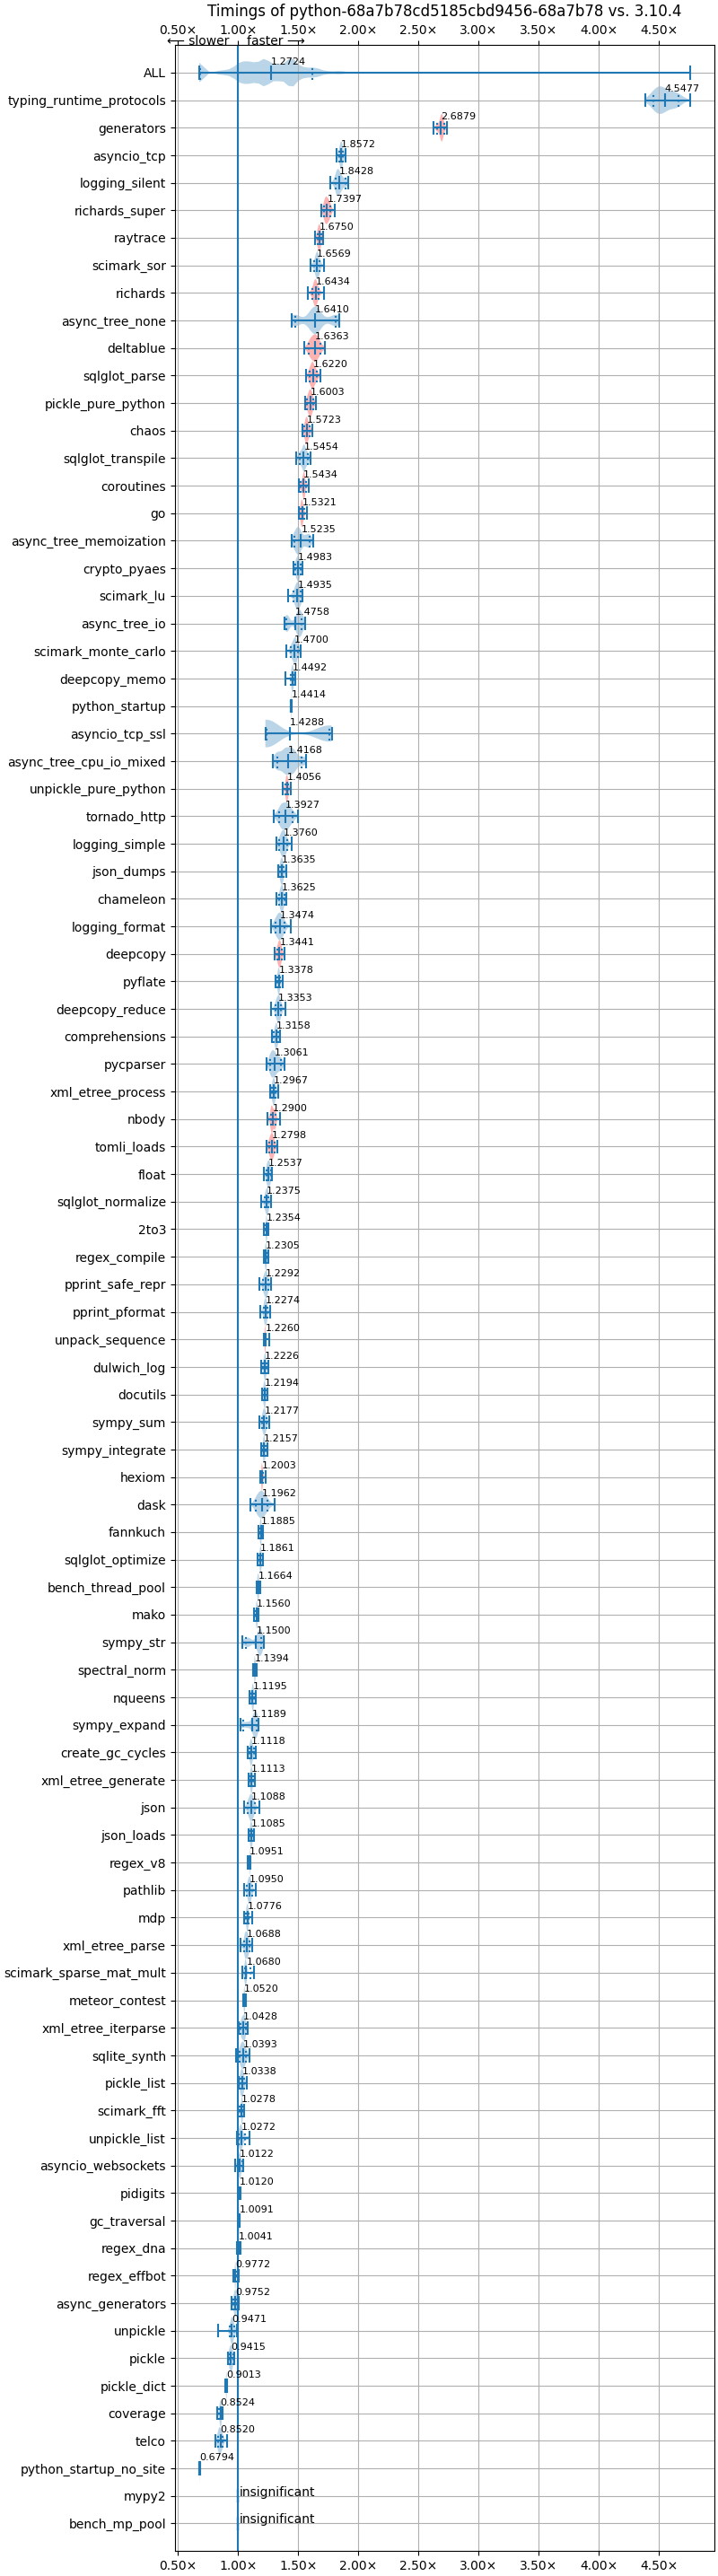 Timings of python-68a7b78cd5185cbd9456-68a7b78 vs. 3.10.4
0.50× 1.00× 1.50× 2.00× 2.50× 3.00× 3.50× 4.00× 4.50×
←— slower faster —→
ALL 1.2724
typing_runtime_protocols 4.5477
generators 2.6879
asyncio_tcp 1.8572
logging_silent 1.8428
richards_super 1.7397
raytrace 1.6750
scimark_sor 1.6569
richards 1.6434
async_tree_none 1.6410
deltablue 1.6363
sqlglot_parse 1.6220
pickle_pure_python 1.6003
chaos 1.5723
sqlglot_transpile 1.5454
coroutines 1.5434
go 1.5321
async_tree_memoization 1.5235
crypto_pyaes 1.4983
scimark_lu 1.4935
async_tree_io 1.4758
scimark_monte_carlo 1.4700
deepcopy_memo 1.4492
python_startup 1.4414
asyncio_tcp_ssl 1.4288
async_tree_cpu_io_mixed 1.4168
unpickle_pure_python 1.4056
tornado_http 1.3927
logging_simple 1.3760
json_dumps 1.3635
chameleon 1.3625
logging_format 1.3474
deepcopy 1.3441
pyflate 1.3378
deepcopy_reduce 1.3353
comprehensions 1.3158
pycparser 1.3061
xml_etree_process 1.2967
nbody 1.2900
tomli_loads 1.2798
float 1.2537
sqlglot_normalize 1.2375
2to3 1.2354
regex_compile 1.2305
pprint_safe_repr 1.2292
pprint_pformat 1.2274
unpack_sequence 1.2260
dulwich_log 1.2226
docutils 1.2194
sympy_sum 1.2177
sympy_integrate 1.2157
hexiom 1.2003
dask 1.1962
fannkuch 1.1885
sqlglot_optimize 1.1861
bench_thread_pool 1.1664
mako 1.1560
sympy_str 1.1500
spectral_norm 1.1394
nqueens 1.1195
sympy_expand 1.1189
create_gc_cycles 1.1118
xml_etree_generate 1.1113
json 1.1088
json_loads 1.1085
regex_v8 1.0951
pathlib 1.0950
mdp 1.0776
xml_etree_parse 1.0688
scimark_sparse_mat_mult 1.0680
meteor_contest 1.0520
xml_etree_iterparse 1.0428
sqlite_synth 1.0393
pickle_list 1.0338
scimark_fft 1.0278
unpickle_list 1.0272
asyncio_websockets 1.0122
pidigits 1.0120
gc_traversal 1.0091
regex_dna 1.0041
regex_effbot 0.9772
async_generators 0.9752
unpickle 0.9471
pickle 0.9415
pickle_dict 0.9013
coverage 0.8524
telco 0.8520
python_startup_no_site 0.6794
mypy2 insignificant
bench_mp_pool insignificant
0.50× 1.00× 1.50× 2.00× 2.50× 3.00× 3.50× 4.00× 4.50×